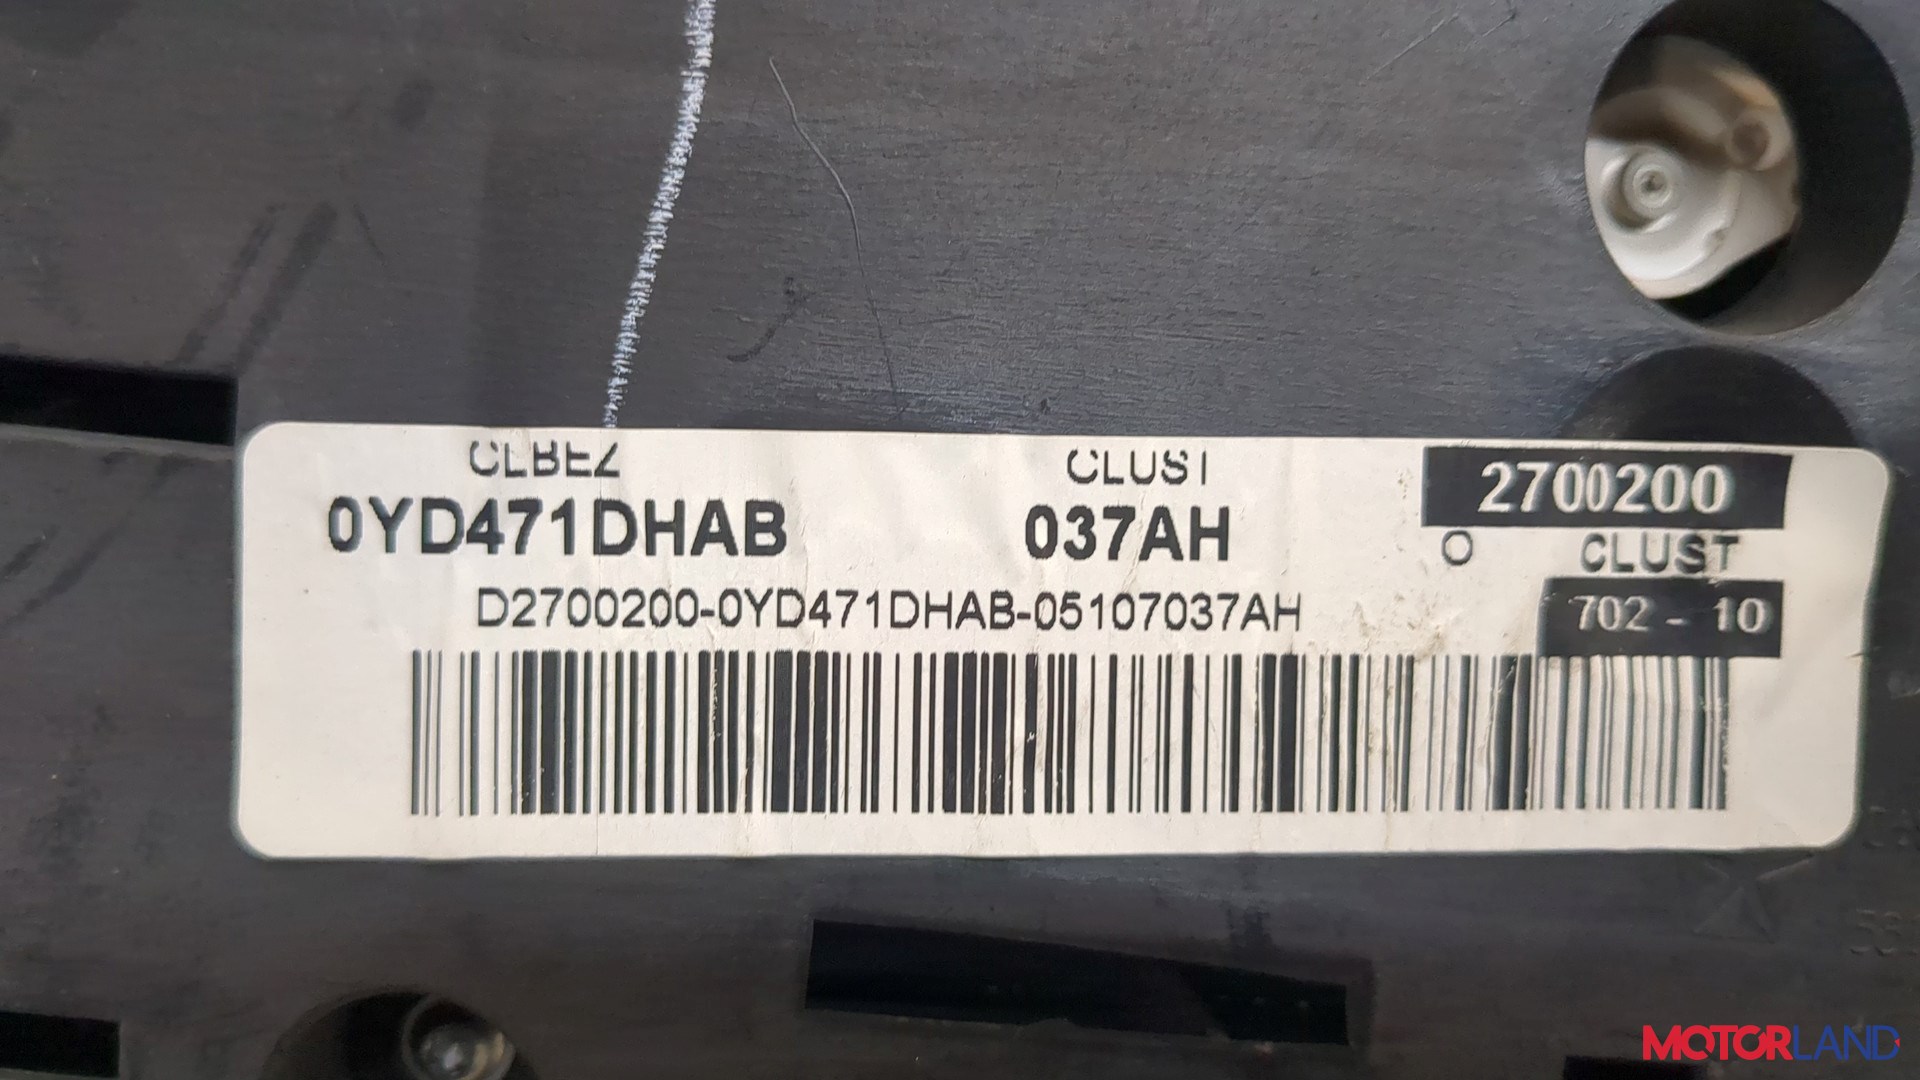 CLBEZ CLUST 2700200
0YD471DHAB 037AH O CLUST
D2700200-0YD471DHAB-05107037AH 702 - 10
MOTORLAND